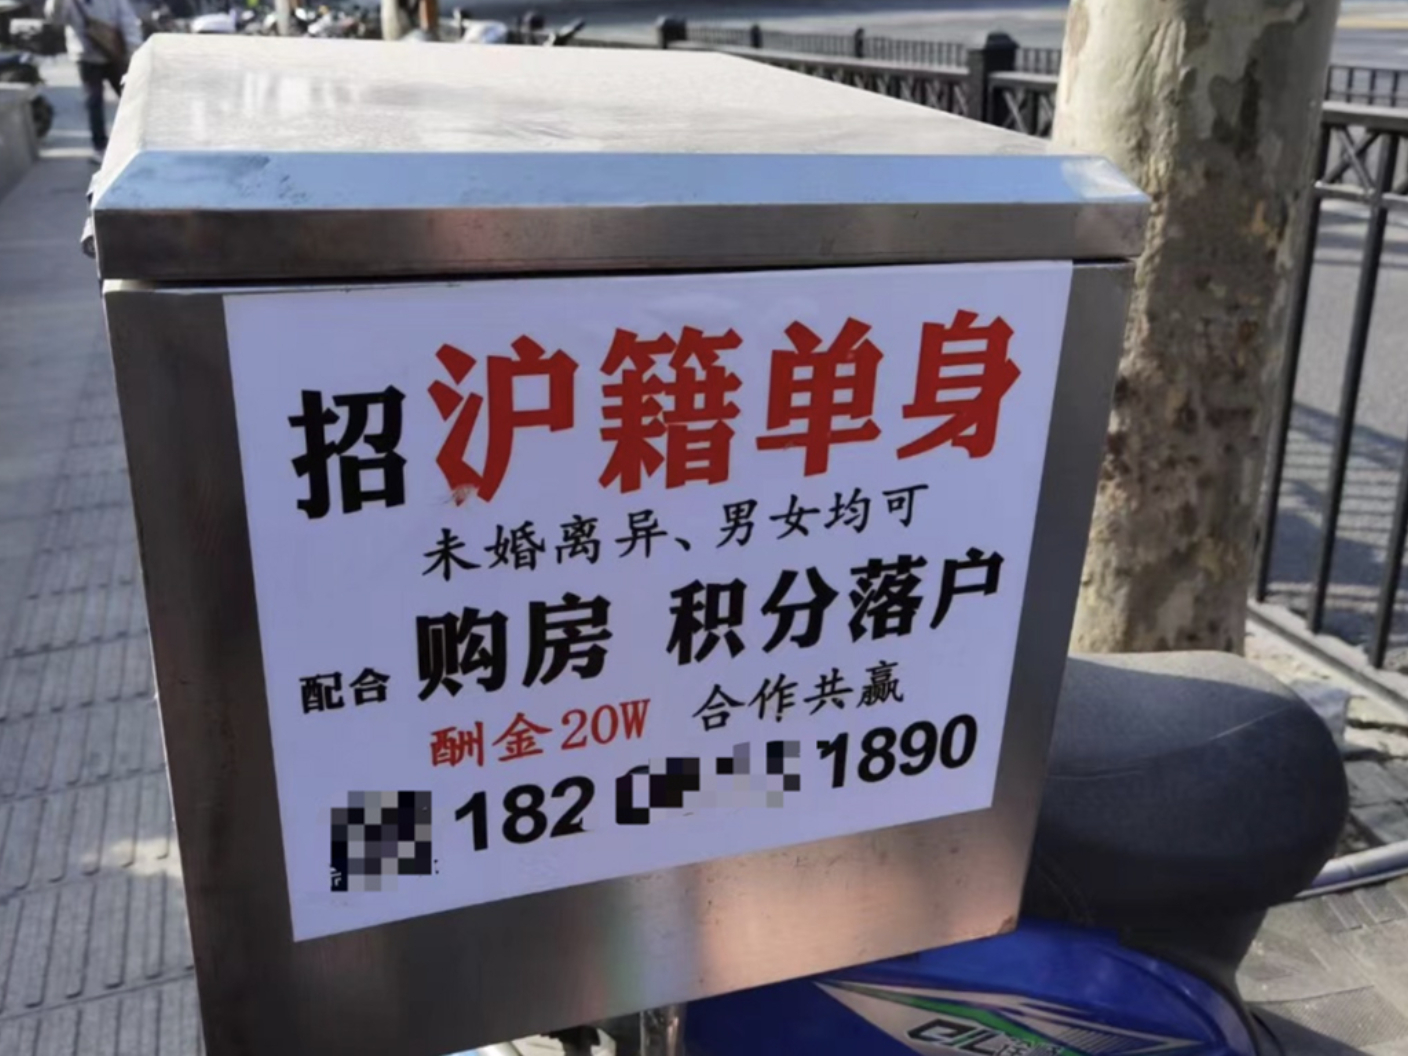 招沪籍单身
未婚离异、男女均可
配合 购房 积分落户
酬金20W 合作共赢
182 1890